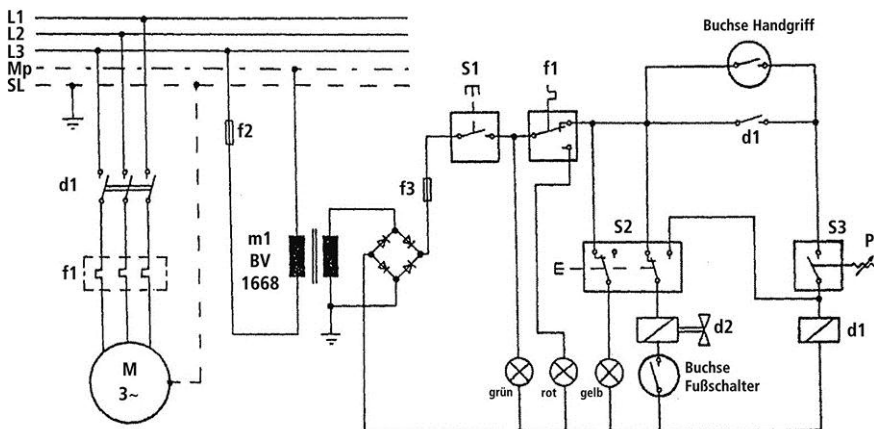 L1
L2
L3
Mp
SL
Buchse Handgriff
S1
f1
f2
d1
d1
f3
S2
S3
P
m1
BV
1668
f1
d2
d1
M
3~
grün
rot
gelb
Buchse
Fußschalter